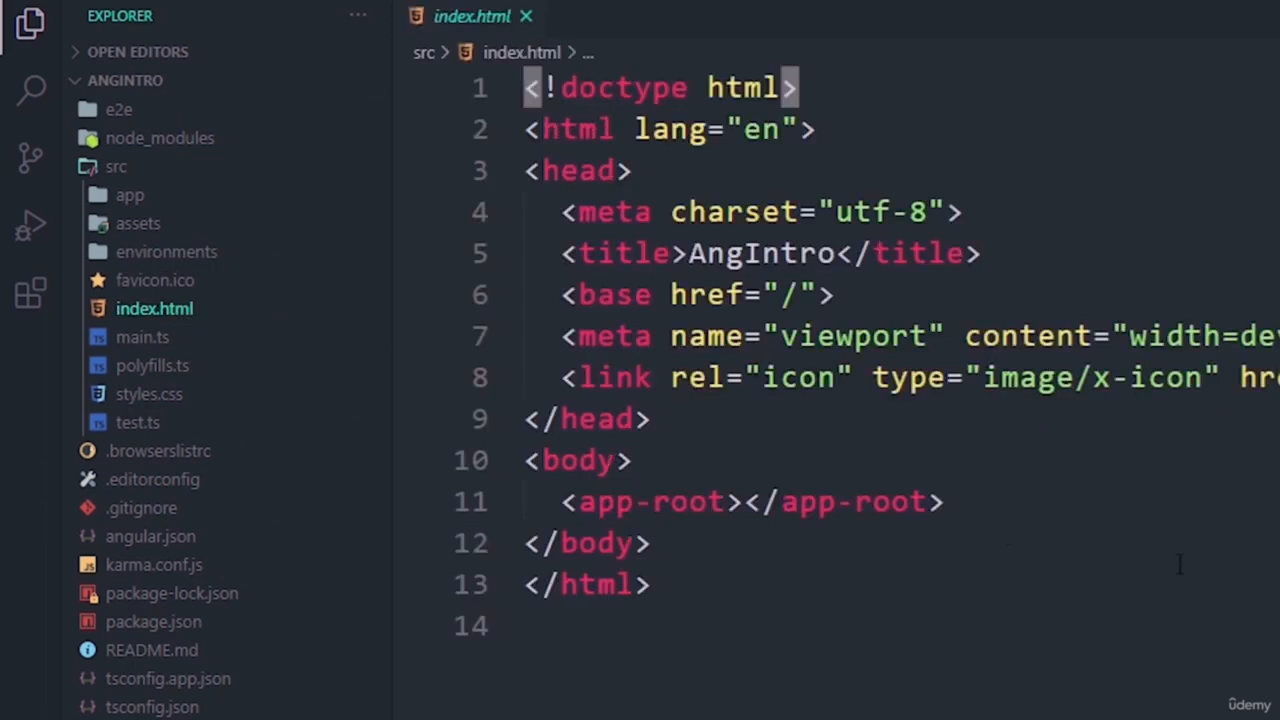 EXPLORER
OPEN EDITORS
ANGINTRO
e2e
node_modules
src
app
assets
environments
favicon.ico
index.html
main.ts
polyfills.ts
styles.css
test.ts
.browserslistrc
.editorconfig
.gitignore
angular.json
karma.conf.js
package-lock.json
package.json
README.md
tsconfig.app.json
tsconfig.json
index.html
src > index.html > ...
1 <!doctype html>
2 <html lang="en">
3 <head>
4 <meta charset="utf-8">
5 <title>AngIntro</title>
6 <base href="/">
7 <meta name="viewport" content="width=dev
8 <link rel="icon" type="image/x-icon" hr
9 </head>
10 <body>
11 <app-root></app-root>
12 </body>
13 </html>
14
ûdemy